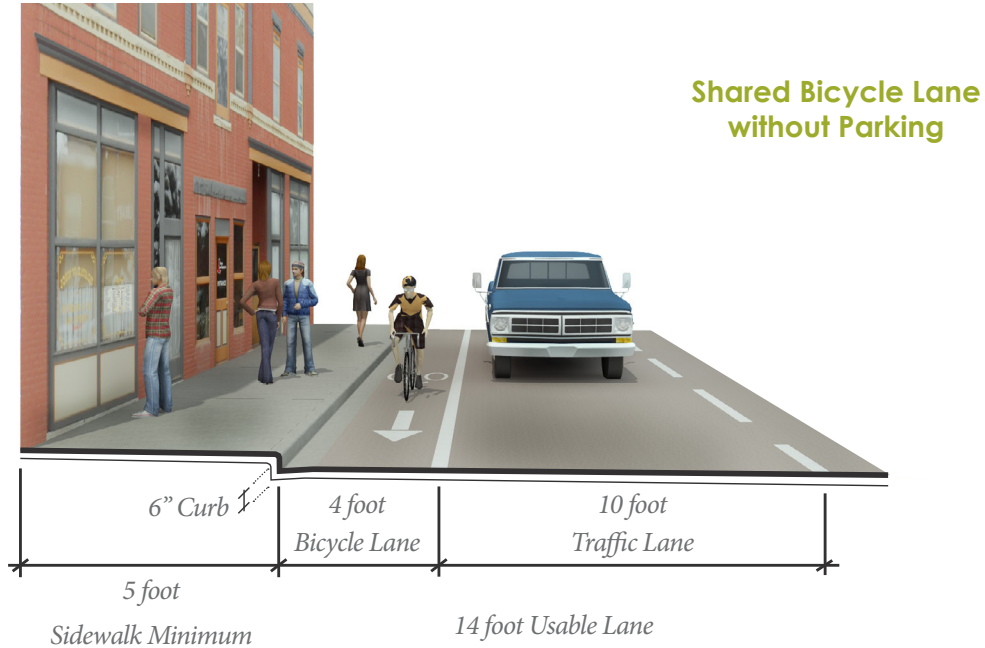 Shared Bicycle Lane
without Parking
6” Curb
4 foot
Bicycle Lane
10 foot
Traffic Lane
5 foot
Sidewalk Minimum
14 foot Usable Lane